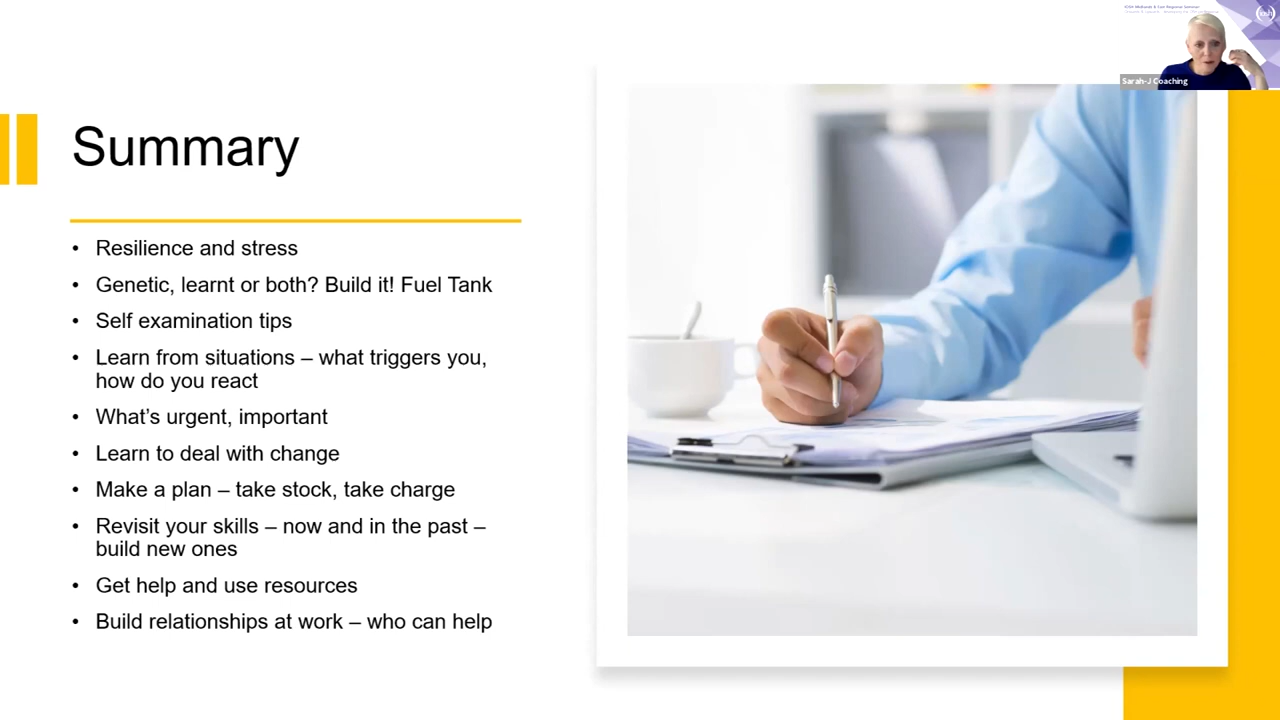 Summary
• Resilience and stress
• Genetic, learnt or both? Build it! Fuel Tank
• Self examination tips
• Learn from situations – what triggers you,
how do you react
• What’s urgent, important
• Learn to deal with change
• Make a plan – take stock, take charge
• Revisit your skills – now and in the past –
build new ones
• Get help and use resources
• Build relationships at work – who can help
Sarah-J Coaching